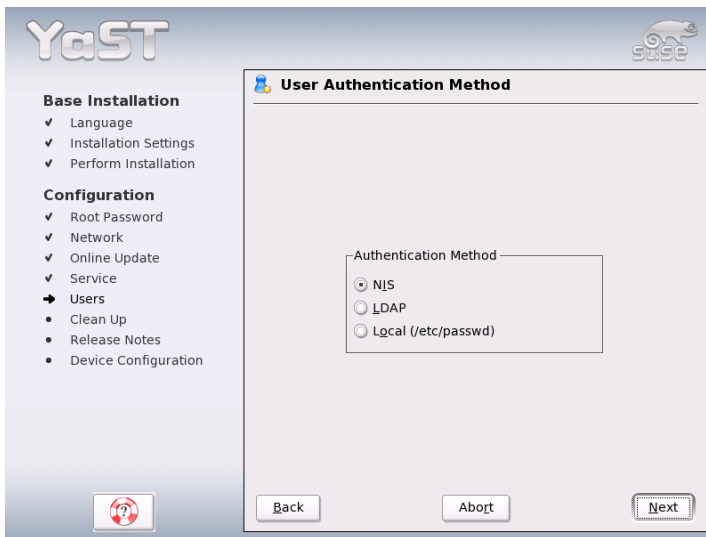 YaST
suse
Base Installation
Language
Installation Settings
Perform Installation
Configuration
Root Password
Network
Online Update
Service
Users
Clean Up
Release Notes
Device Configuration
User Authentication Method
Authentication Method
NIS
LDAP
Local (/etc/passwd)
?
Back
Abort
Next